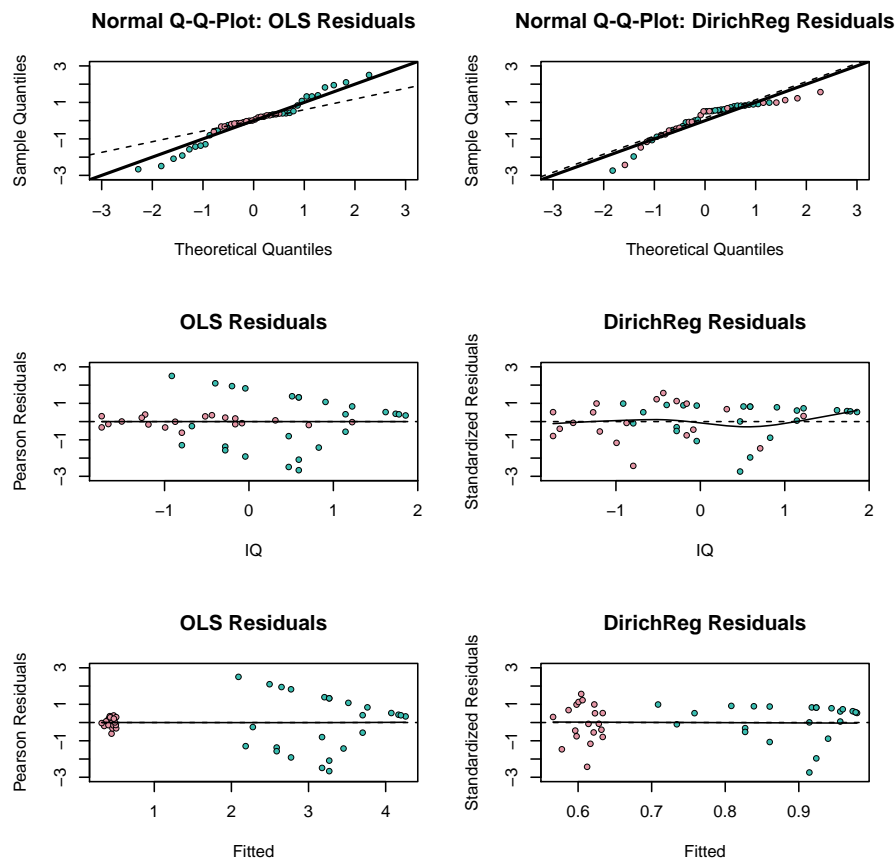 Normal Q-Q-Plot: OLS Residuals
Sample Quantiles
3
1
−1
−3
−3 −2 −1 0 1 2 3
Theoretical Quantiles
Normal Q-Q-Plot: DirichReg Residuals
Sample Quantiles
3
1
−1
−3
−3 −2 −1 0 1 2 3
Theoretical Quantiles
OLS Residuals
Pearson Residuals
3
1
−1
−3
−1 0 1 2
IQ
DirichReg Residuals
Standardized Residuals
3
1
−1
−3
−1 0 1 2
IQ
OLS Residuals
Pearson Residuals
3
1
−1
−3
1 2 3 4
Fitted
DirichReg Residuals
Standardized Residuals
3
1
−1
−3
0.6 0.7 0.8 0.9
Fitted